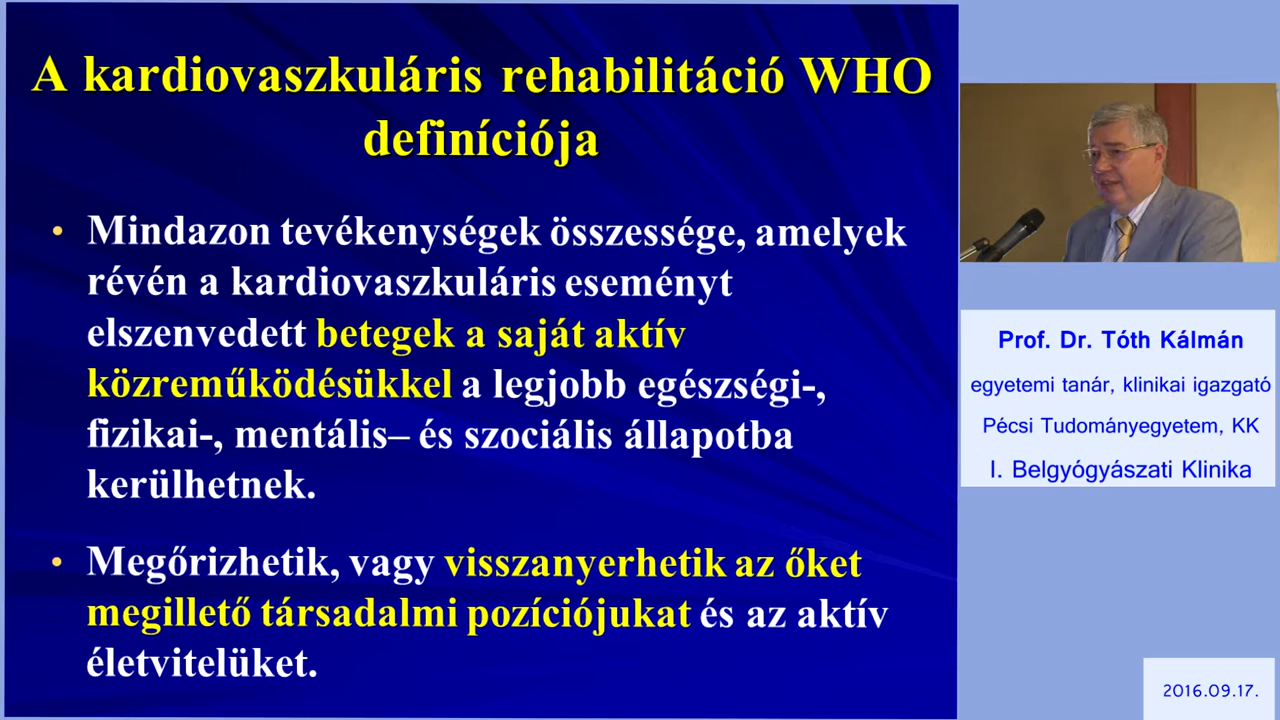 A kardiovaszkuláris rehabilitáció WHO
definíciója
• Mindazon tevékenységek összessége, amelyek
révén a kardiovaszkuláris eseményt
elszenvedett betegek a saját aktív
közreműködésükkel a legjobb egészségi-,
fizikai-, mentális– és szociális állapotba
kerülhetnek.
• Megőrizhetik, vagy visszanyerhetik az őket
megillető társadalmi pozíciójukat és az aktív
életvitelüket.
Prof. Dr. Tóth Kálmán
egyetemi tanár, klinikai igazgató
Pécsi Tudományegyetem, KK
I. Belgyógyászati Klinika
2016.09.17.